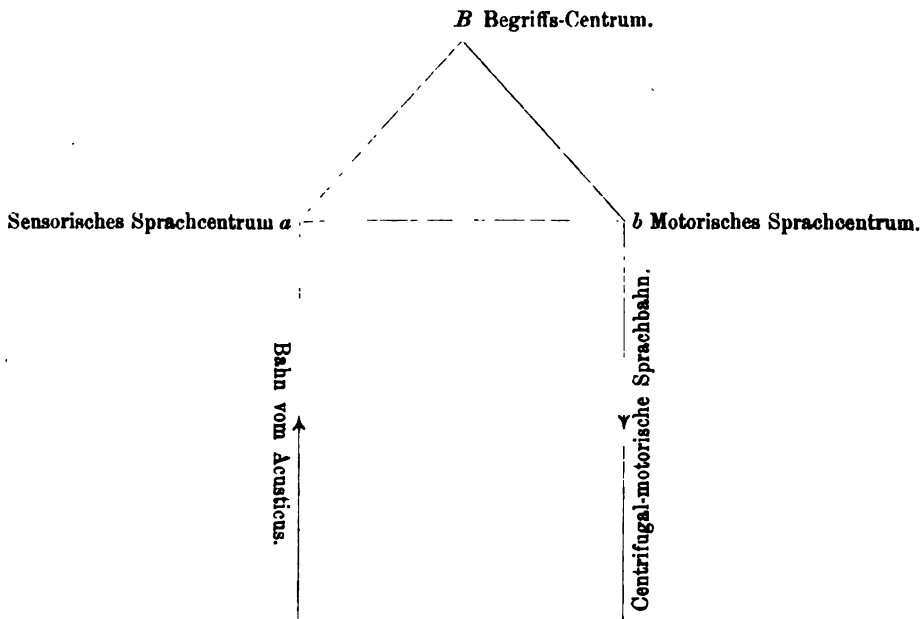 B Begriffs-Centrum.
Sensorisches Sprachcentrum a
b Motorisches Sprachcentrum.
Bahn vom Acusticus.
Centrifugal-motorische Sprachbahn.